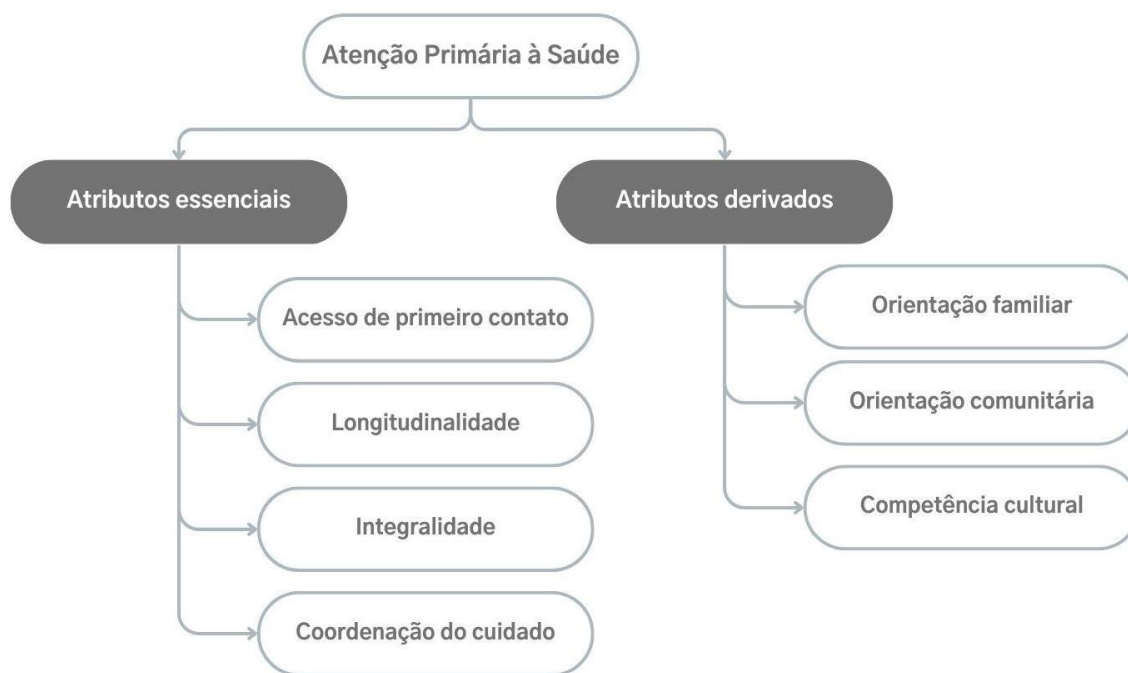 Atenção Primária à Saúde
Atributos essenciais
Acesso de primeiro contato
Longitudinalidade
Integralidade
Coordenação do cuidado
Atributos derivados
Orientação familiar
Orientação comunitária
Competência cultural